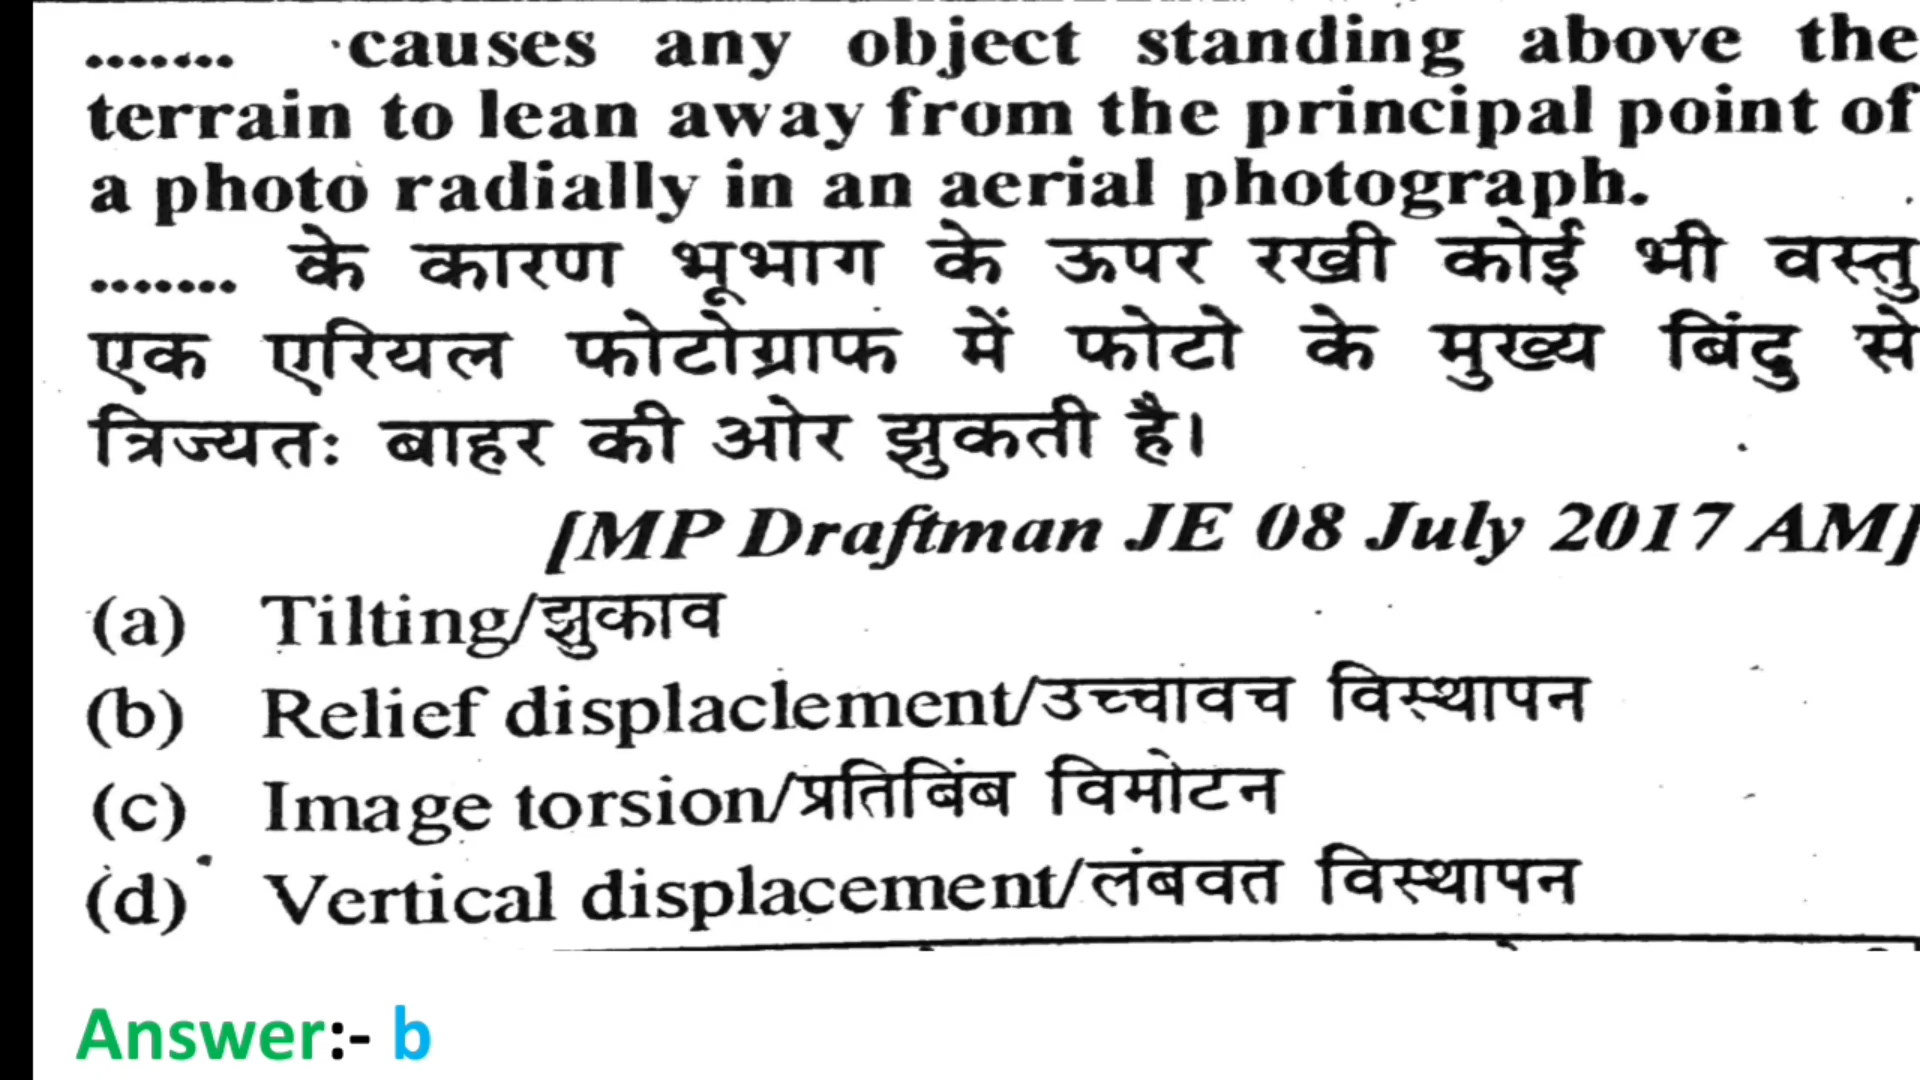 ....... causes any object standing above the
terrain to lean away from the principal point of
a photo radially in an aerial photograph.
....... के कारण भूभाग के ऊपर रखी कोई भी वस्तु
एक एरियल फोटोग्राफ में फोटो के मुख्य बिंदु से
त्रिज्यतः बाहर की ओर झुकती है।
[MP Draftman JE 08 July 2017 AM]
(a) Tilting/झुकाव
(b) Relief displaclement/उच्चावच विस्थापन
(c) Image torsion/प्रतिबिंब विमोटन
(d) Vertical displacement/लंबवत विस्थापन
Answer:- b